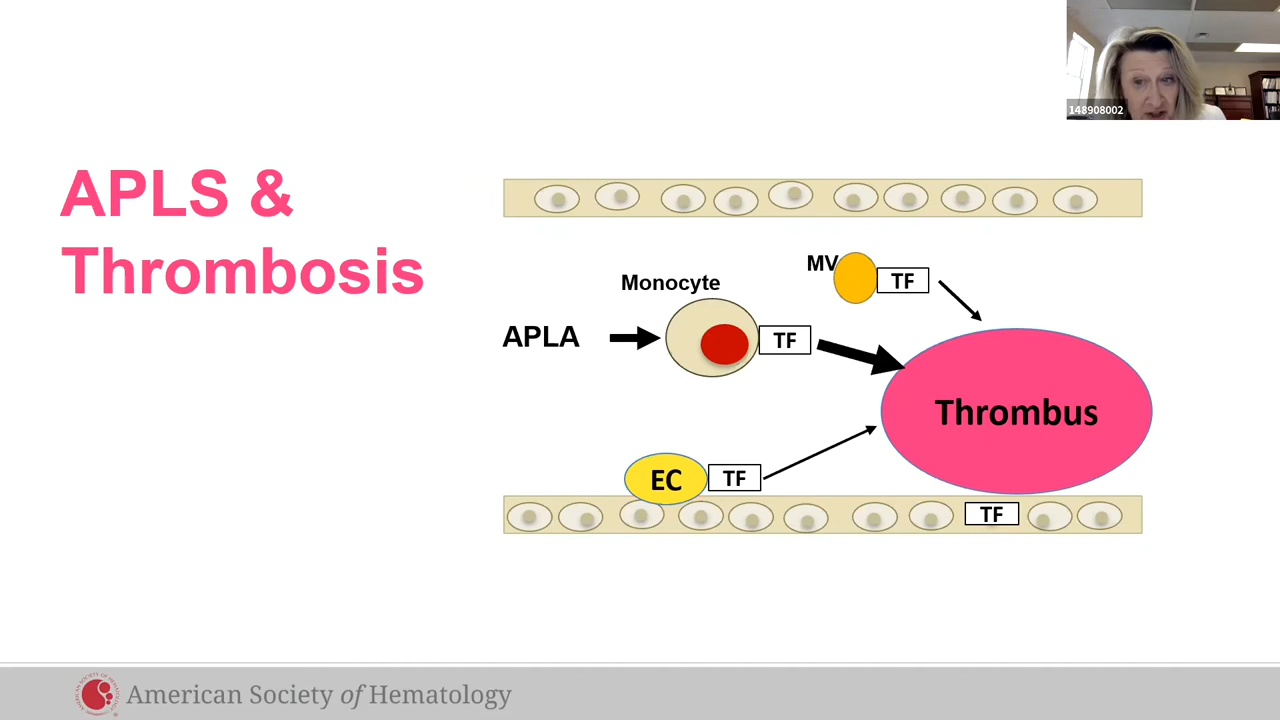 148908002
APLS &
Thrombosis
MV
TF
Monocyte
APLA
TF
Thrombus
EC
TF
TF
American Society of Hematology